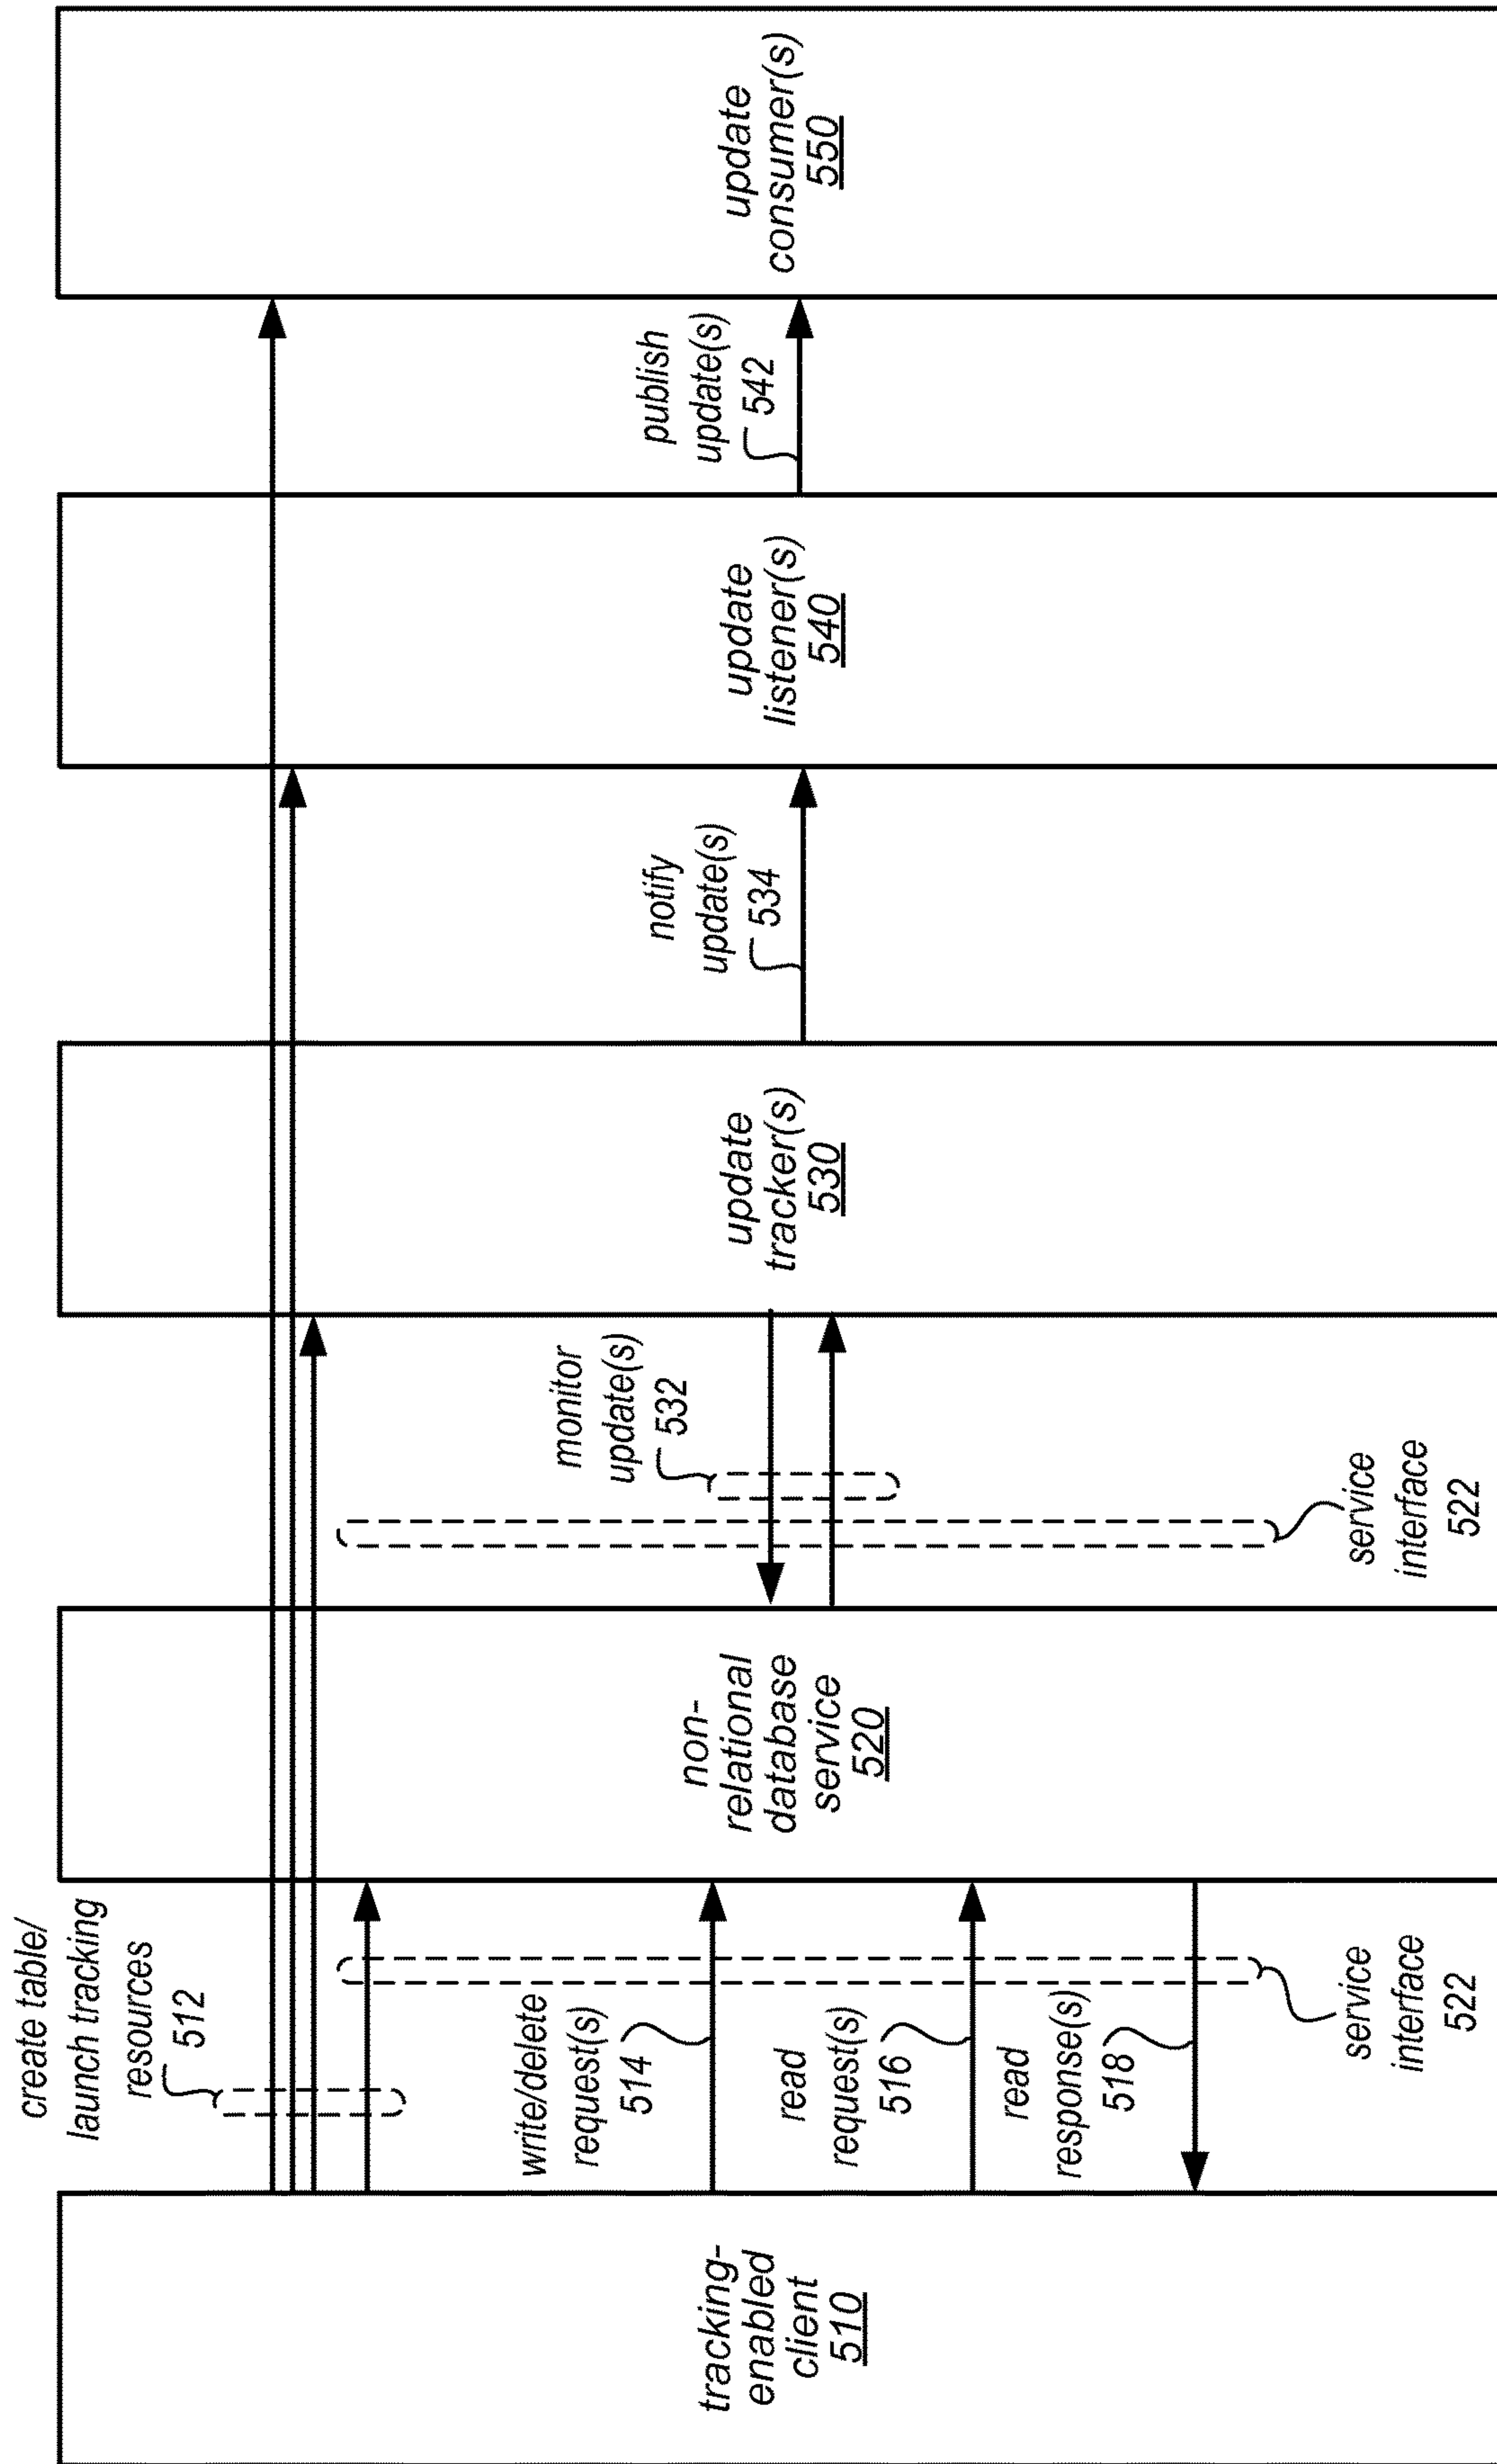 create table/
launch tracking
resources
512
tracking-
enabled
client
510
write/delete
request(s)
514
read
request(s)
516
read
response(s)
518
service
interface
522
non-
relational
database
service
520
monitor
update(s)
532
service
interface
522
update
tracker(s)
530
notify
update(s)
534
update
listener(s)
540
publish
update(s)
542
update
consumer(s)
550